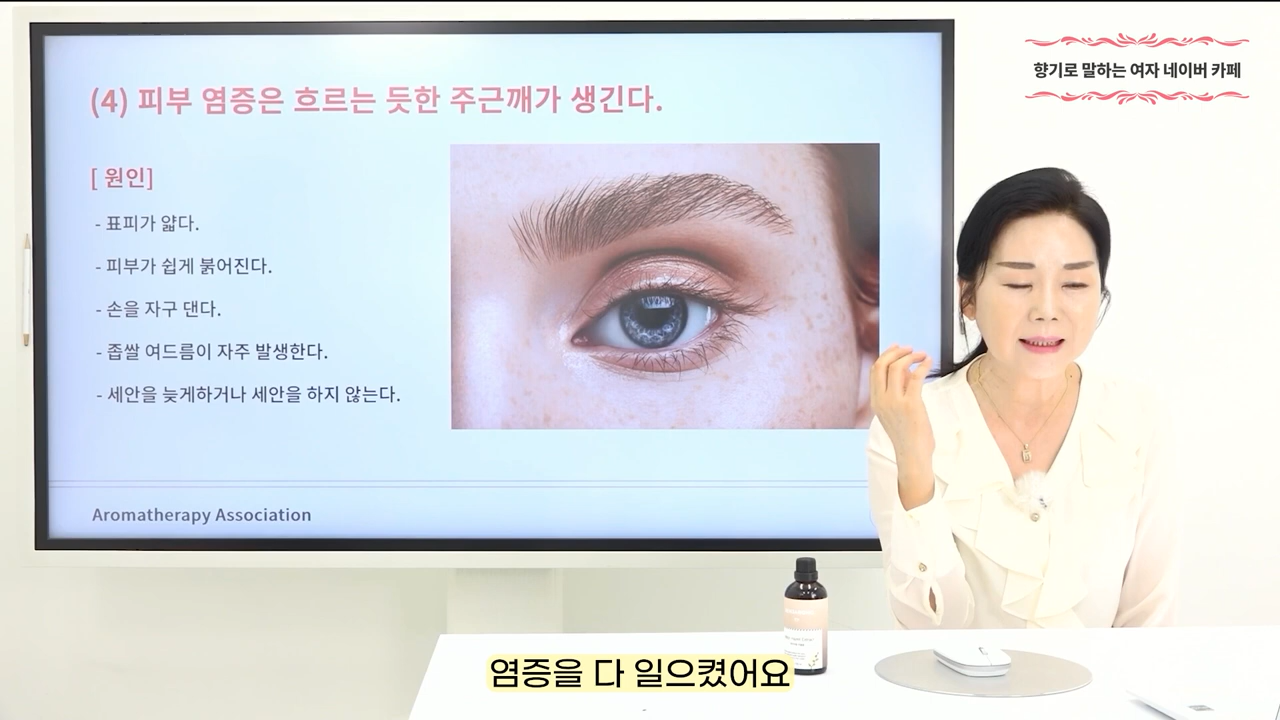 (4) 피부 염증은 흐르는 듯한 주근깨가 생긴다.
향기로 말하는 여자 네이버 카페
[ 원인]
- 표피가 얇다.
- 피부가 쉽게 붉어진다.
- 손을 자구 댄다.
- 좁쌀 여드름이 자주 발생한다.
- 세안을 늦게하거나 세안을 하지 않는다.
Aromatherapy Association
염증을 다 일으켰어요